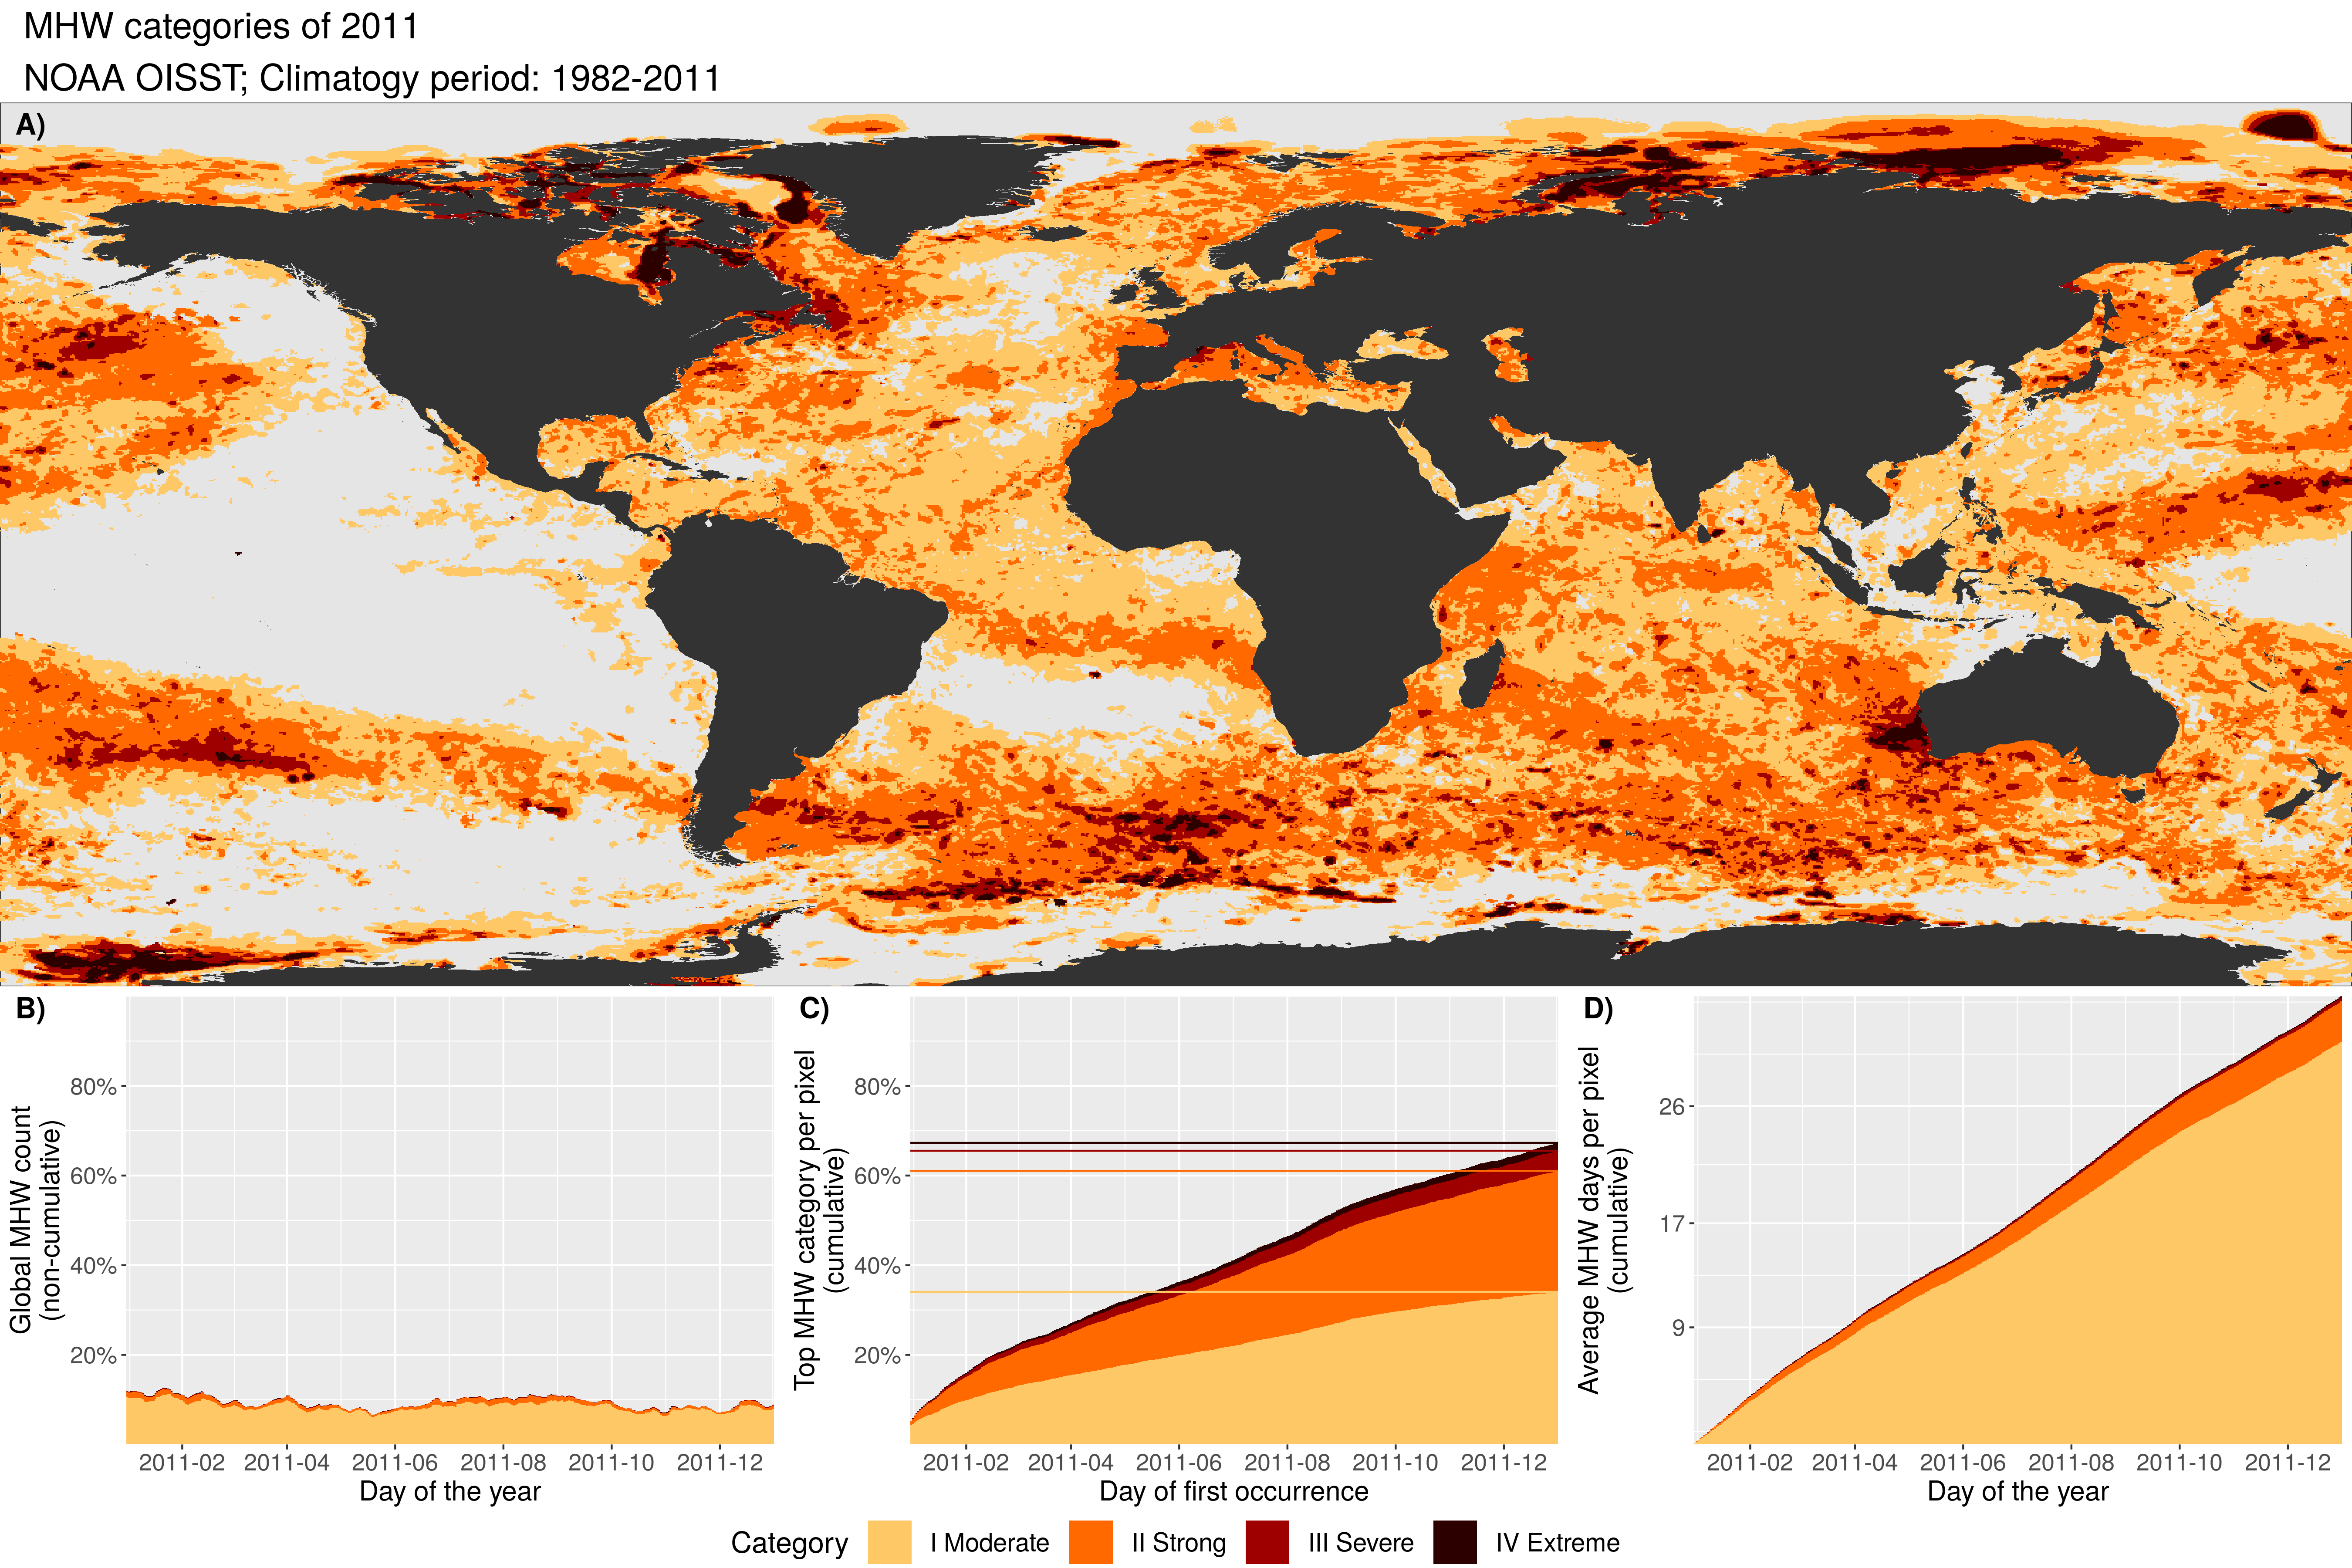 MHW categories of 2011
NOAA OISST; Climatogy period: 1982-2011
A)
B)
Global MHW count
(non-cumulative)
80%
60%
40%
20%
2011-02 2011-04 2011-06 2011-08 2011-10 2011-12
Day of the year
C)
Top MHW category per pixel
(cumulative)
80%
60%
40%
20%
2011-02 2011-04 2011-06 2011-08 2011-10 2011-12
Day of first occurrence
D)
Average MHW days per pixel
(cumulative)
26
17
9
2011-02 2011-04 2011-06 2011-08 2011-10 2011-12
Day of the year
Category I Moderate II Strong III Severe IV Extreme